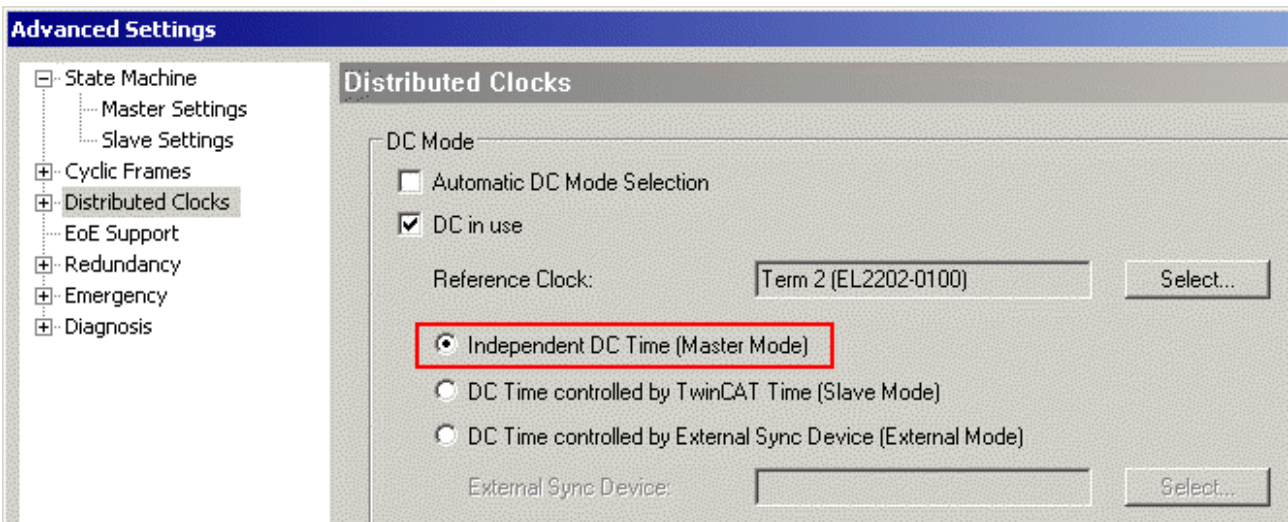 Advanced Settings
State Machine
Master Settings
Slave Settings
Cyclic Frames
Distributed Clocks
EoE Support
Redundancy
Emergency
Diagnosis
Distributed Clocks
DC Mode
Automatic DC Mode Selection
DC in use
Reference Clock: Term 2 (EL2202-0100) Select...
Independent DC Time (Master Mode)
DC Time controlled by TwinCAT Time (Slave Mode)
DC Time controlled by External Sync Device (External Mode)
External Sync Device: Select...